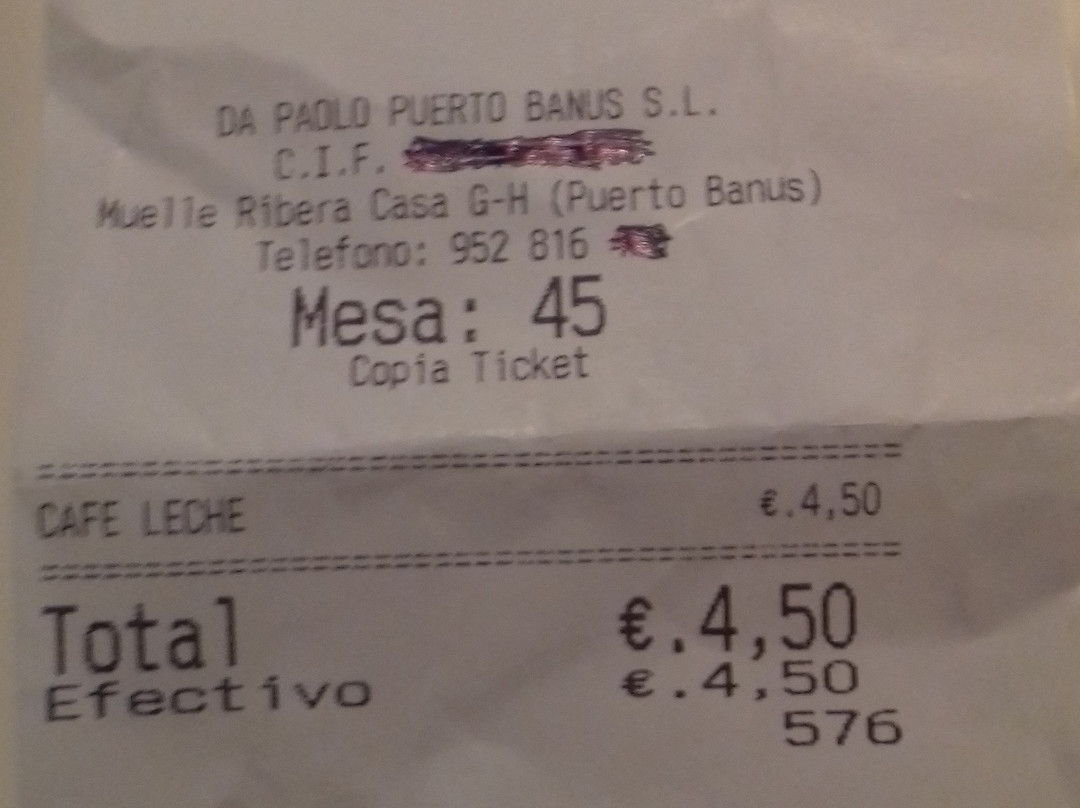 DA PAOLO PUERTO BANUS S.L.
C.I.F.
Muelle Ribera Casa G-H (Puerto Banus)
Telefono: 952 816
Mesa: 45
Copia Ticket
CAFE LECHE €.4,50
Total €.4,50
Efectivo €.4,50
576